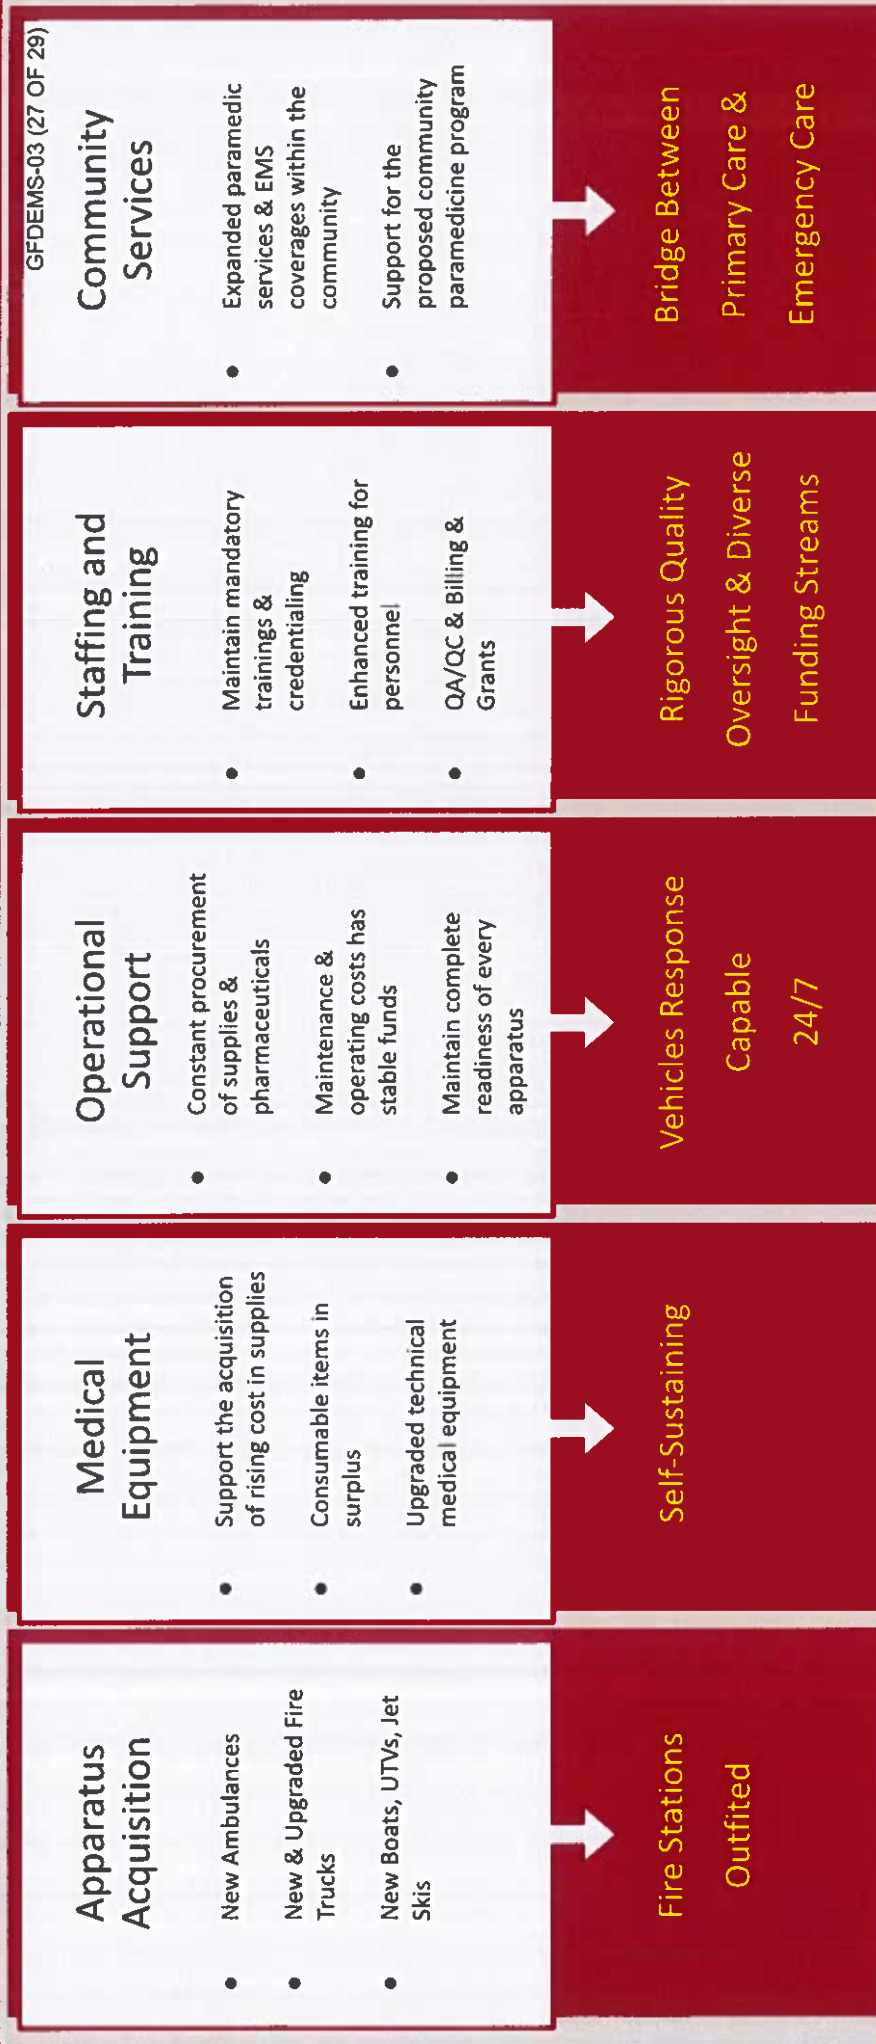 GFDEMS-03 (27 OF 29)
Apparatus
Acquisition
• New Ambulances
• New & Upgraded Fire
Trucks
• New Boats, UTVs, Jet
Skis
Fire Stations
Outfited
Medical
Equipment
• Support the acquisition
of rising cost in supplies
• Consumable items in
surplus
• Upgraded technical
medical equipment
Self-Sustaining
Operational
Support
• Constant procurement
of supplies &
pharmaceuticals
• Maintenance &
operating costs has
stable funds
• Maintain complete
readiness of every
apparatus
Vehicles Response
Capable
24/7
Staffing and
Training
• Maintain mandatory
trainings &
credentialing
• Enhanced training for
personnel
• QA/QC & Billing &
Grants
Rigorous Quality
Oversight & Diverse
Funding Streams
Community
Services
• Expanded paramedic
services & EMS
coverages within the
community
• Support for the
proposed community
paramedicine program
Bridge Between
Primary Care &
Emergency Care